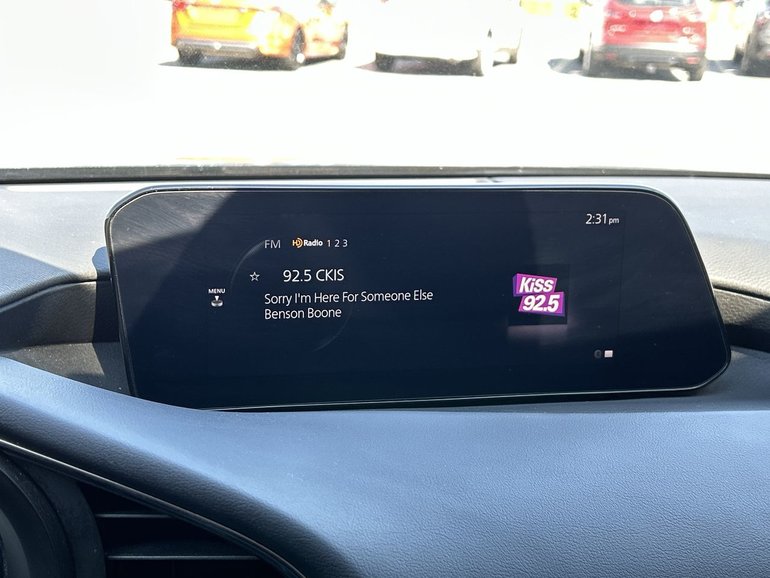 2:31 pm
FM HD Radio 1 2 3
☆ 92.5 CKIS
MENU
Sorry I'm Here For Someone Else
Benson Boone
KiSS
92.5